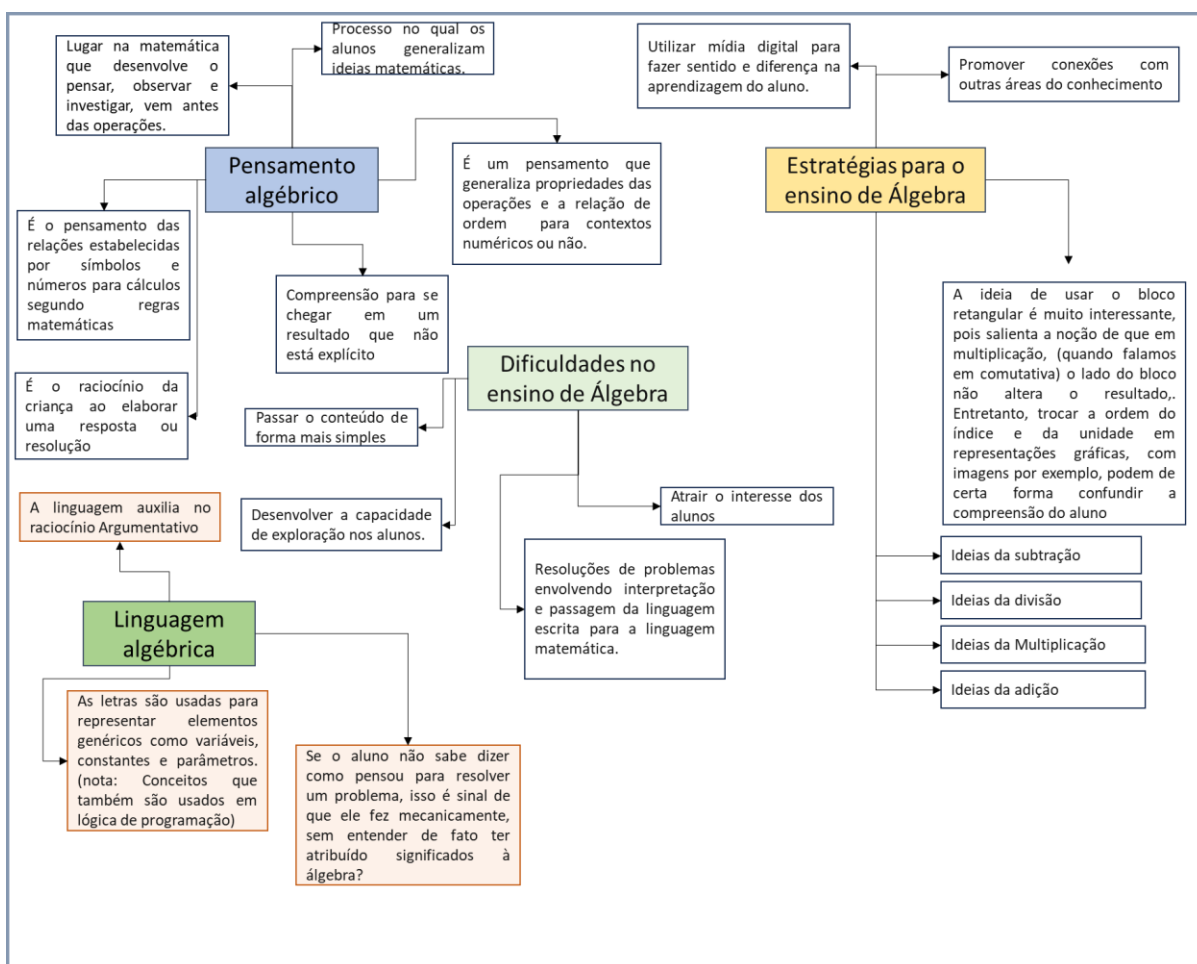 Lugar na matemática
que desenvolve o
pensar, observar e
investigar, vem antes
das operações.
Processo no qual os
alunos generalizam
ideias matemáticas.
Pensamento
algébrico
É um pensamento que
generaliza propriedades das
operações e a relação de
ordem para contextos
numéricos ou não.
É o pensamento das
relações estabelecidas
por símbolos e
números para cálculos
segundo regras
matemáticas
Compreensão para se
chegar em um
resultado que não
está explícito
É o raciocínio da
criança ao elaborar
uma resposta ou
resolução
Utilizar mídia digital para
fazer sentido e diferença na
aprendizagem do aluno.
Promover conexões com
outras áreas do conhecimento
Estratégias para o
ensino de Álgebra
A ideia de usar o bloco
retangular é muito interessante,
pois salienta a noção de que em
multiplicação, (quando falamos
em comutativa) o lado do bloco
não altera o resultado,.
Entretanto, trocar a ordem do
índice e da unidade em
representações gráficas, com
imagens por exemplo, podem de
certa forma confundir a
compreensão do aluno
Ideias da subtração
Ideias da divisão
Ideias da Multiplicação
Ideias da adição
Dificuldades no
ensino de Álgebra
Passar o conteúdo de
forma mais simples
Desenvolver a capacidade
de exploração nos alunos.
Atrair o interesse dos
alunos
Resoluções de problemas
envolvendo interpretação
e passagem da linguagem
escrita para a linguagem
matemática.
A linguagem auxilia no
raciocínio Argumentativo
Linguagem
algébrica
As letras são usadas para
representar elementos
genéricos como variáveis,
constantes e parâmetros.
(nota: Conceitos que
também são usados em
lógica de programação)
Se o aluno não sabe dizer
como pensou para resolver
um problema, isso é sinal de
que ele fez mecanicamente,
sem entender de fato ter
atribuído significados à
álgebra?